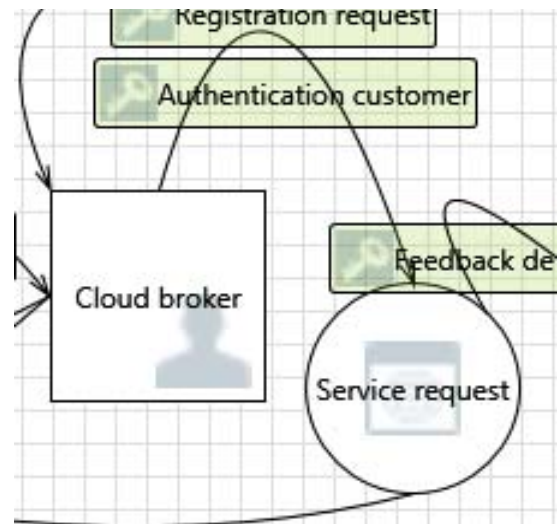 Registration request
Authentication customer
Feedback de
Cloud broker
Service request